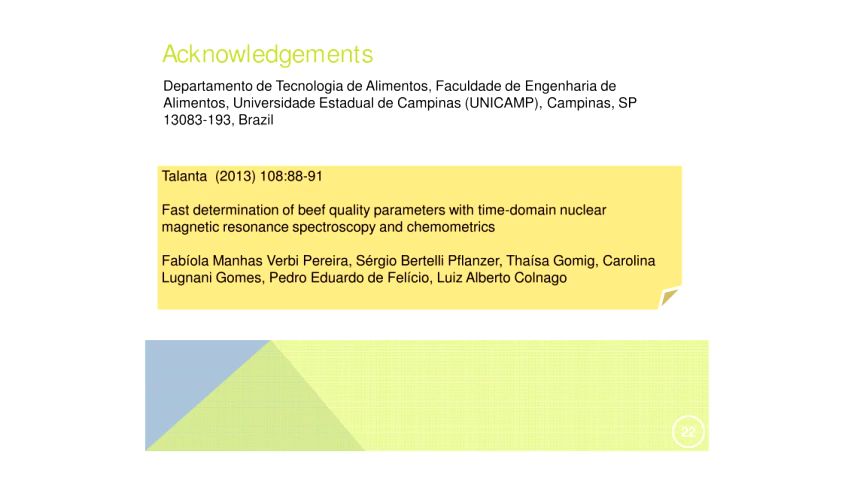 Acknowledgements
Departamento de Tecnologia de Alimentos, Faculdade de Engenharia de
Alimentos, Universidade Estadual de Campinas (UNICAMP), Campinas, SP
13083-193, Brazil
Talanta (2013) 108:88-91
Fast determination of beef quality parameters with time-domain nuclear
magnetic resonance spectroscopy and chemometrics
Fabíola Manhas Verbi Pereira, Sérgio Bertelli Pflanzer, Thaísa Gomig, Carolina
Lugnani Gomes, Pedro Eduardo de Felício, Luiz Alberto Colnago
22